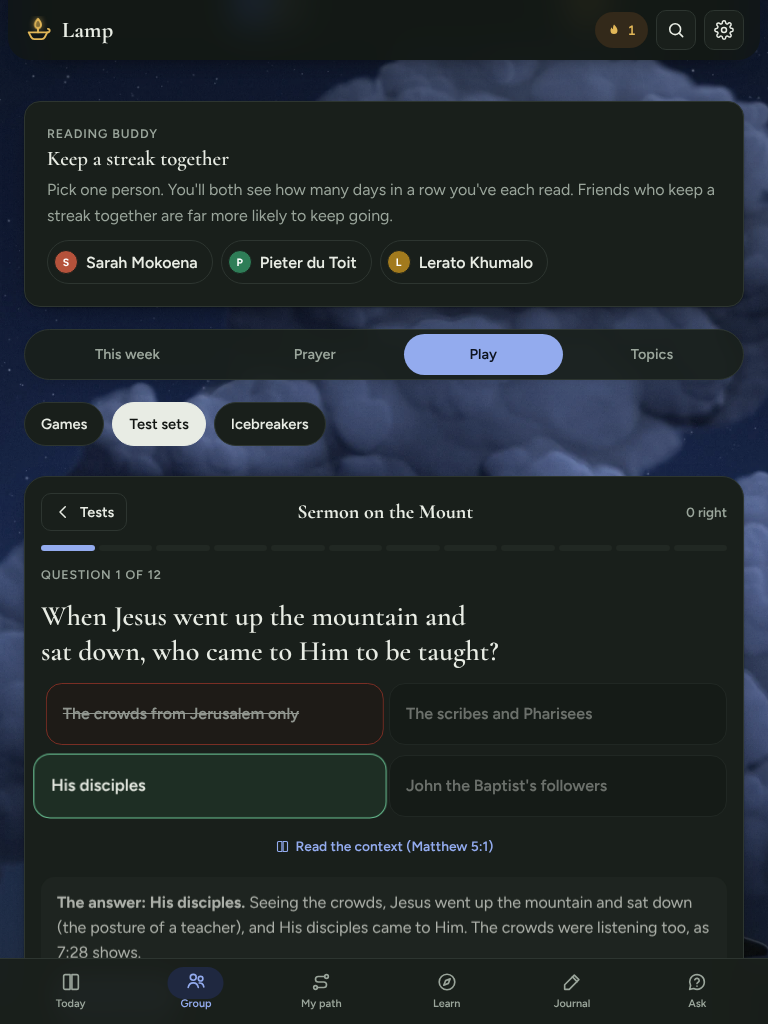 Lamp
1
READING BUDDY
Keep a streak together
Pick one person. You'll both see how many days in a row you've each read. Friends who keep a
streak together are far more likely to keep going.
S Sarah Mokoena P Pieter du Toit L Lerato Khumalo
This week Prayer Play Topics
Games Test sets Icebreakers
Tests Sermon on the Mount 0 right
QUESTION 1 OF 12
When Jesus went up the mountain and
sat down, who came to Him to be taught?
The crowds from Jerusalem only The scribes and Pharisees
His disciples John the Baptist's followers
Read the context (Matthew 5:1)
The answer: His disciples. Seeing the crowds, Jesus went up the mountain and sat down
(the posture of a teacher), and His disciples came to Him. The crowds were listening too, as
7:28 shows.
Today Group My path Learn Journal Ask